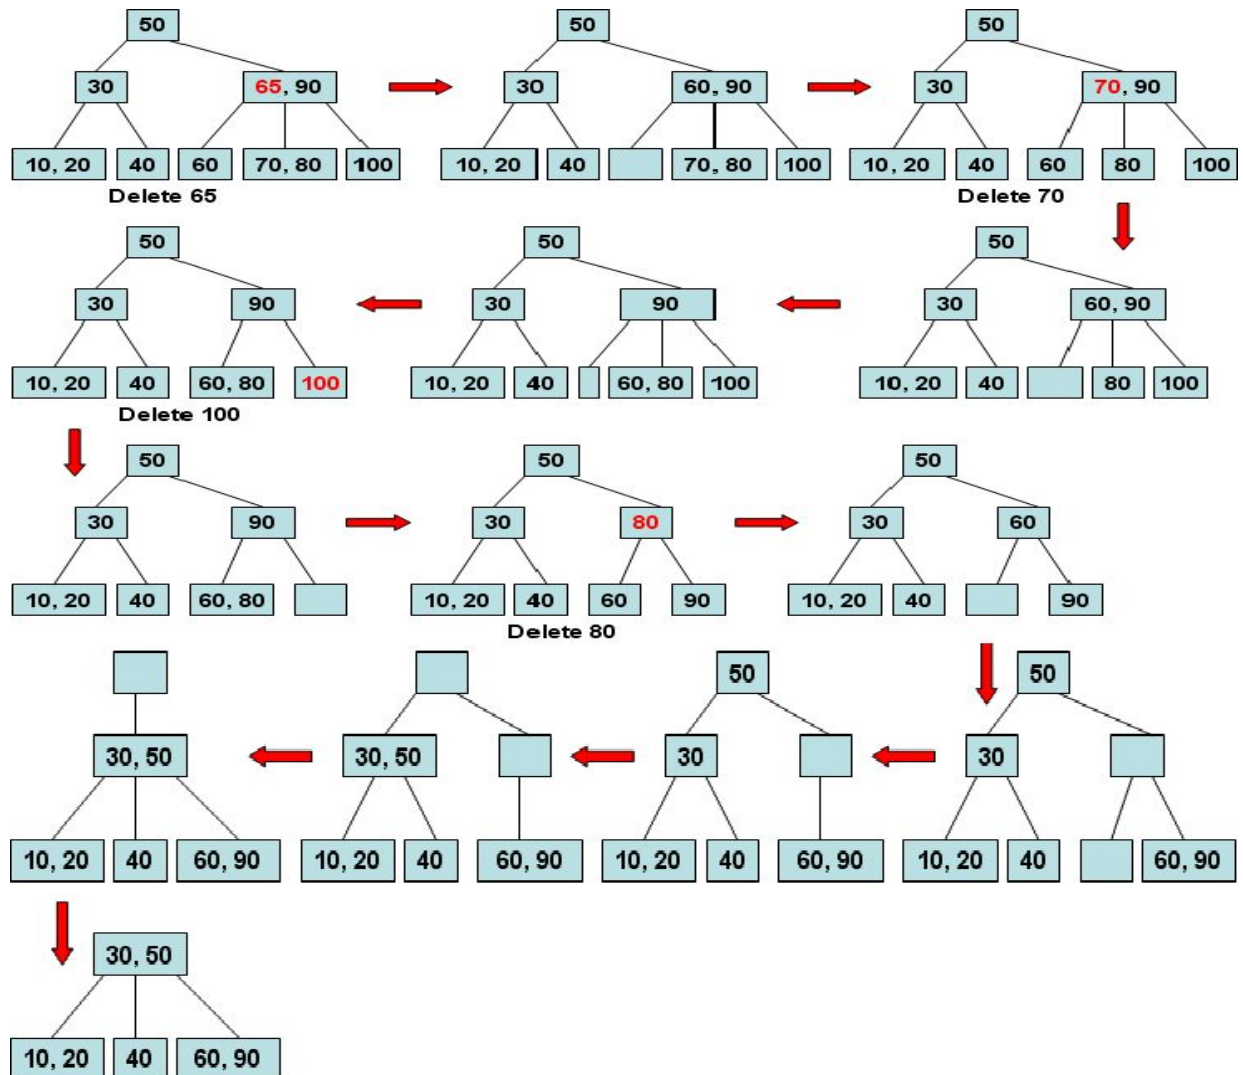 50 50 50
30 65, 90 30 60, 90 30 70, 90
10, 20 40 60 70, 80 100 10, 20 40 70, 80 100 10, 20 40 60 80 100
Delete 65 Delete 70
50 50 50
30 90 30 90 30 60, 90
10, 20 40 60, 80 100 10, 20 40 60, 80 100 10, 20 40 80 100
Delete 100
50 50 50
30 90 30 80 30 60
10, 20 40 60, 80 10, 20 40 60 90 10, 20 40 90
Delete 80
50 50
30, 50 30, 50 30 30
10, 20 40 60, 90 10, 20 40 60, 90 10, 20 40 60, 90 10, 20 40 60, 90
30, 50
10, 20 40 60, 90